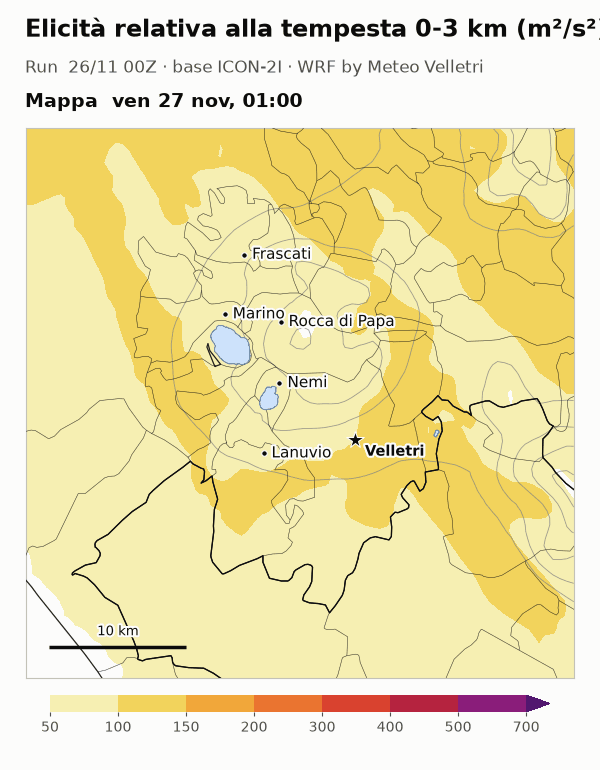 Elicità relativa alla tempesta 0-3 km (m²/s²)
Run  26/11 00Z · base ICON-2I · WRF by Meteo Velletri
Mappa  ven 27 nov, 01:00
Frascati
Marino
Rocca di Papa
Nemi
Lanuvio
Velletri
10 km
50 100 150 200 300 400 500 700